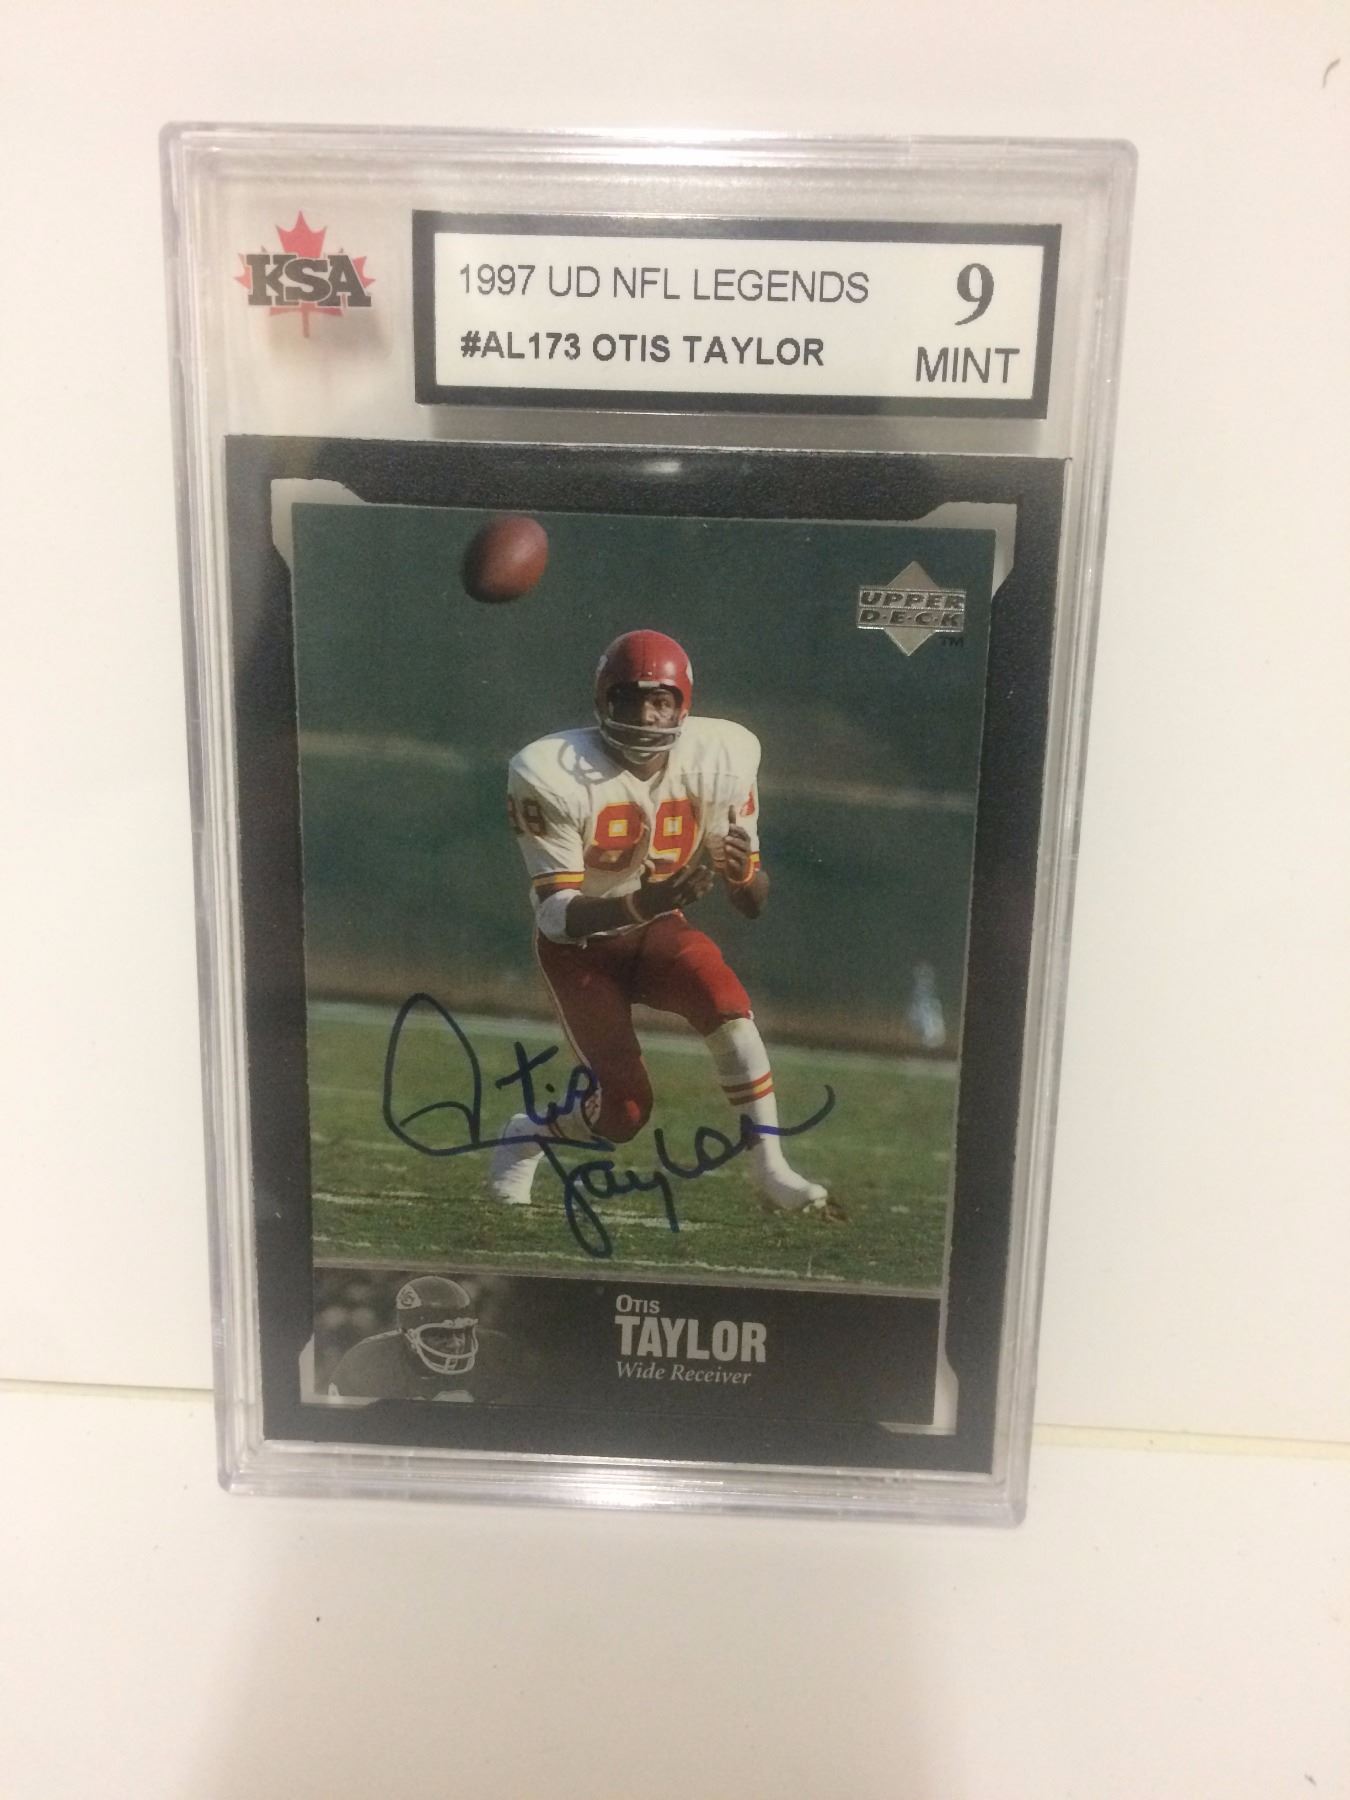 KSA
1997 UD NFL LEGENDS
#AL173 OTIS TAYLOR
9
MINT
UPPER
D·E·C·K
TM
89
89
Otis
Taylor
OTIS
TAYLOR
Wide Receiver